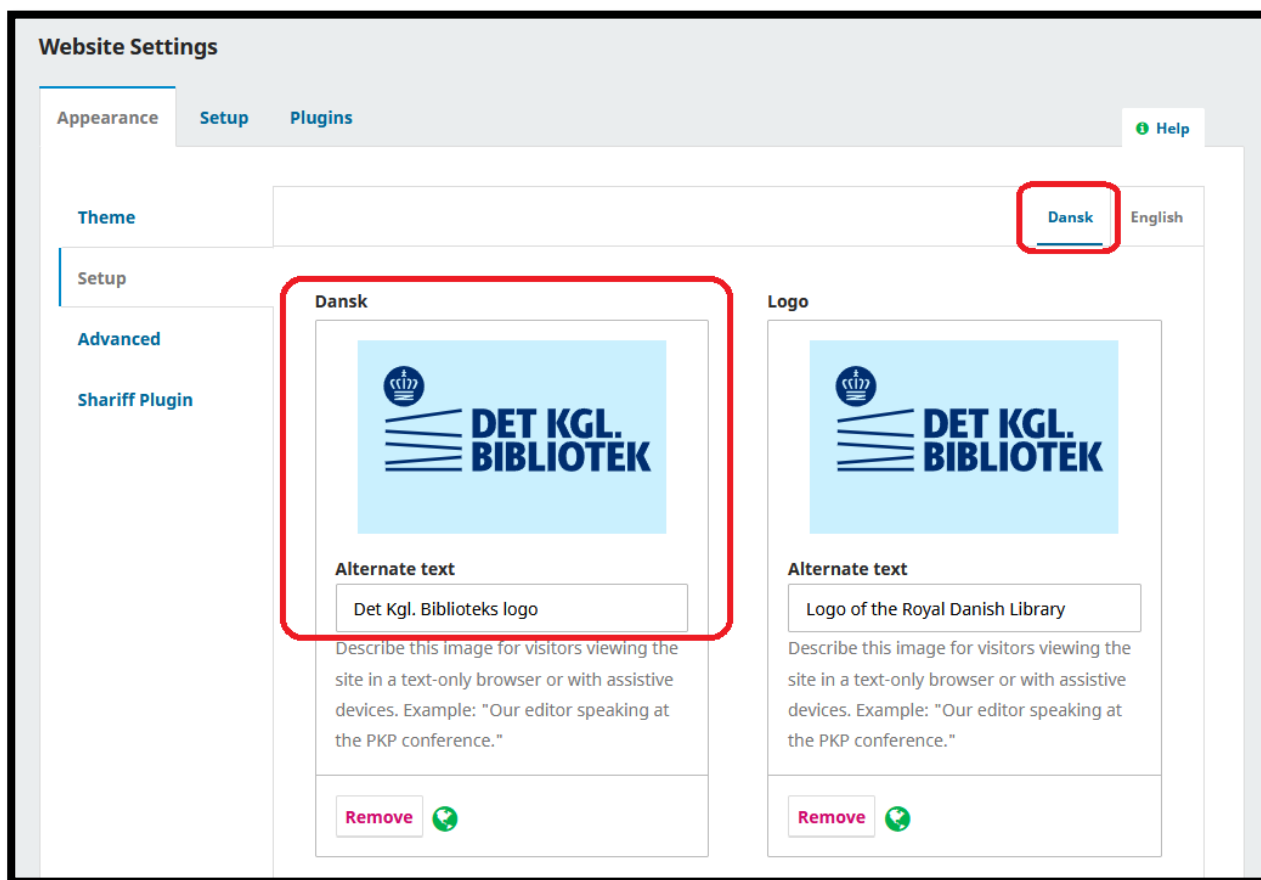 Website Settings
Appearance Setup Plugins
Help
Theme
Setup
Advanced
Shariff Plugin
Dansk English
Dansk
DET KGL.
BIBLIOTEK
Alternate text
Det Kgl. Biblioteks logo
Describe this image for visitors viewing the
site in a text-only browser or with assistive
devices. Example: "Our editor speaking at
the PKP conference."
Remove
Logo
DET KGL.
BIBLIOTEK
Alternate text
Logo of the Royal Danish Library
Describe this image for visitors viewing the
site in a text-only browser or with assistive
devices. Example: "Our editor speaking at
the PKP conference."
Remove